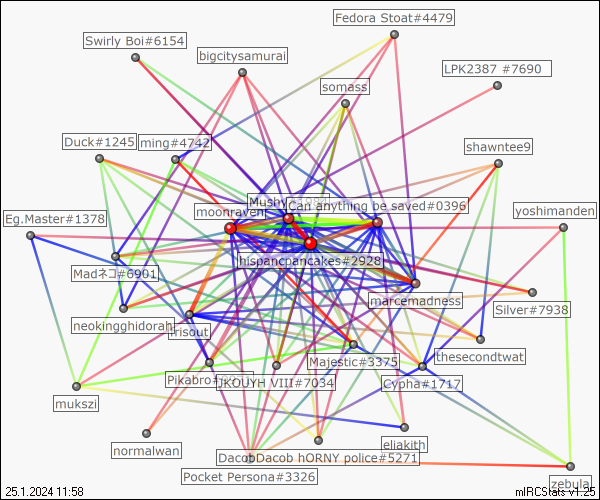 Fedora Stoat#4479
Swirly Boi#6154
bigcitysamurai
LPK2387 #7690
somass
Duck#1245
ming#4742
shawntee9
Mushy
Can anything be saved#0396
moonraven
yoshimanden
Eg.Master#1378
hispancpancakes#2928
Madネコ#6901
marcemadness
neokingghidorah
Silver#7938
risout
thesecondtwat
Majestic#3375
Pikabro#
JKOUYH VIII#7034
Cypha#1717
mukszi
eliakith
normalwan
DacobDacob hORNY police#5271
Pocket Persona#3326
zebula
25.1.2024 11:58
mIRCStats v1.25